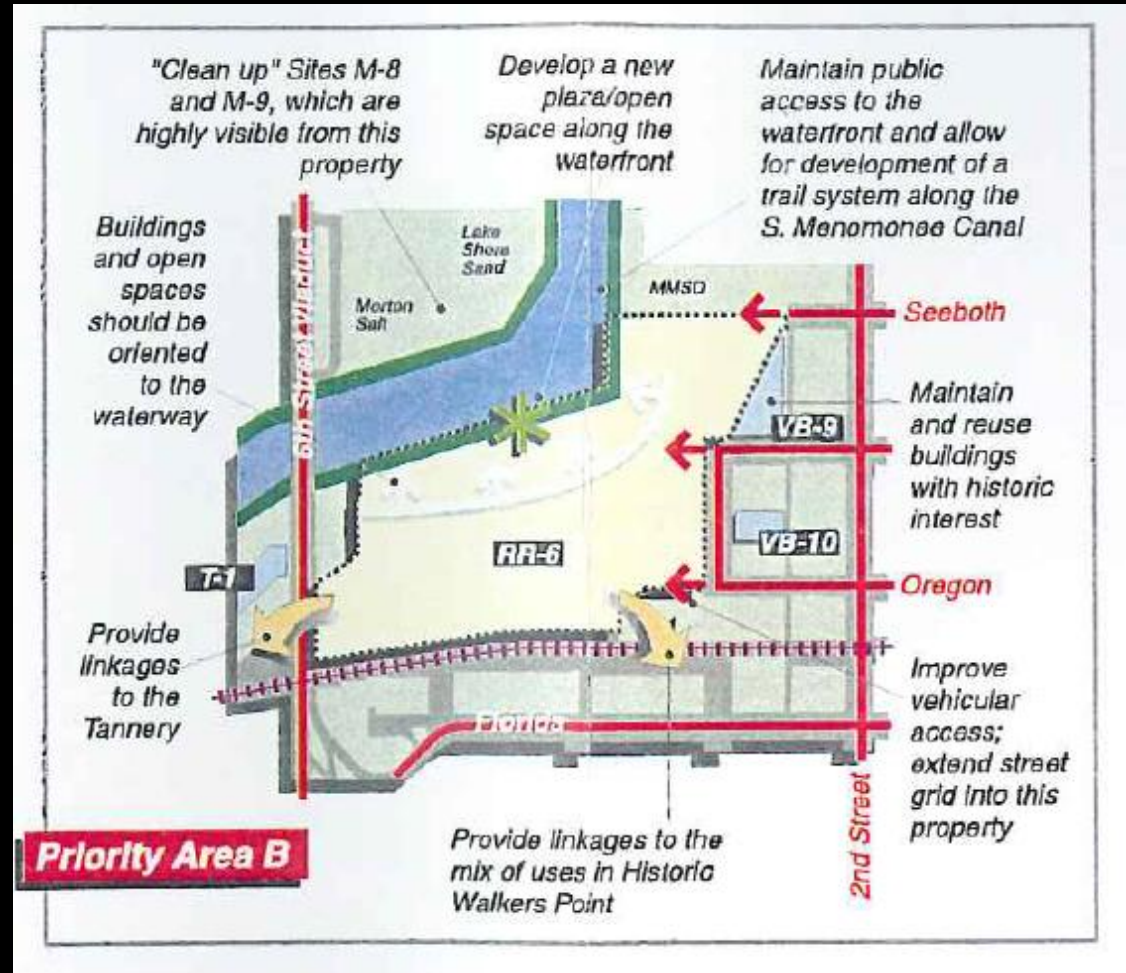 "Clean up" Sites M-8
and M-9, which are
highly visible from this
property
Develop a new
plaza/open
space along the
waterfront
Maintain public
access to the
waterfront and allow
for development of a
trail system along the
S. Menomonee Canal
Buildings
and open
spaces
should be
oriented
to the
waterway
6th Street Viaduct
Lake
Shore
Sand
Morton
Salt
MMSD
Seeboth
Maintain
and reuse
buildings
with historic
interest
VB-9
VB-10
RR-6
T-1
Oregon
Provide
linkages
to the
Tannery
Improve
vehicular
access;
extend street
grid into this
property
Florida
2nd Street
Provide linkages to the
mix of uses in Historic
Walkers Point
Priority Area B